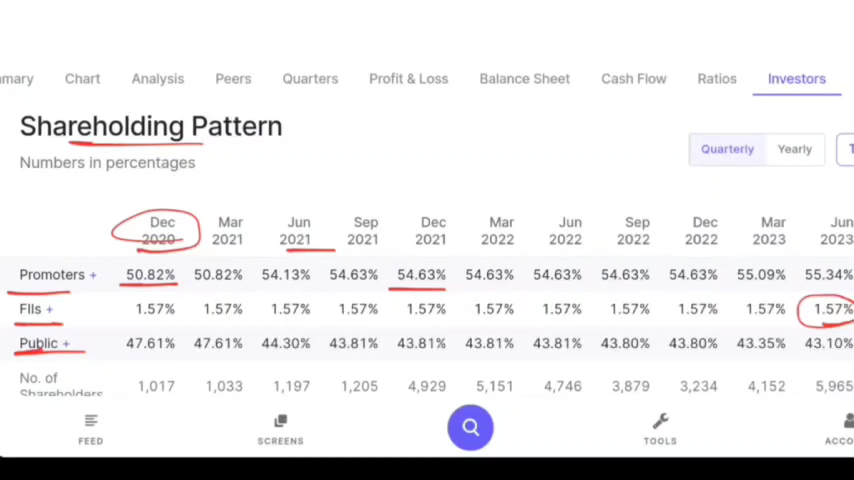 mmary Chart Analysis Peers Quarters Profit & Loss Balance Sheet Cash Flow Ratios Investors
Shareholding Pattern
Numbers in percentages
Quarterly Yearly T
Dec Mar Jun Sep Dec Mar Jun Sep Dec Mar Jun
2020 2021 2021 2021 2021 2022 2022 2022 2022 2023 2023
Promoters + 50.82% 50.82% 54.13% 54.63% 54.63% 54.63% 54.63% 54.63% 54.63% 55.09% 55.34%
FIIs + 1.57% 1.57% 1.57% 1.57% 1.57% 1.57% 1.57% 1.57% 1.57% 1.57% 1.57%
Public + 47.61% 47.61% 44.30% 43.81% 43.81% 43.81% 43.81% 43.80% 43.80% 43.35% 43.10%
No. of
Shareholders 1,017 1,033 1,197 1,205 4,929 5,151 4,746 3,879 3,234 4,152 5,965
FEED SCREENS TOOLS ACCO